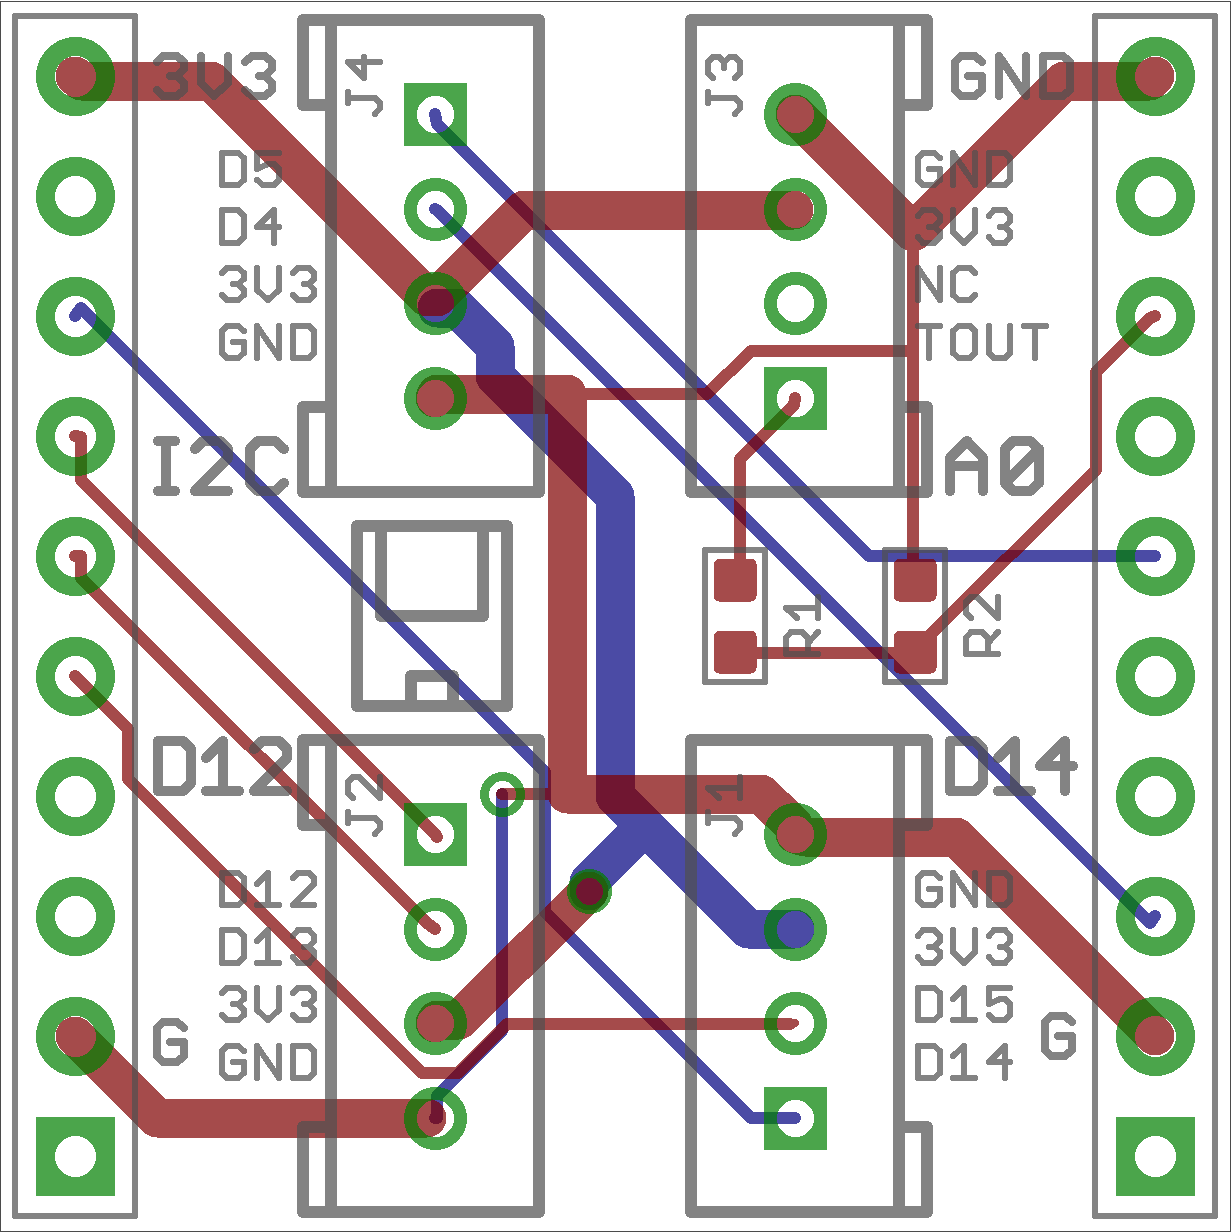 3V3
J4
J3
GND
D5
D4
3V3
GND
GND
3V3
NC
TOUT
I2C
A0
R1
R2
D12
J2
J1
D14
D12
D13
3V3
GND
GND
3V3
D15
D14
G
G